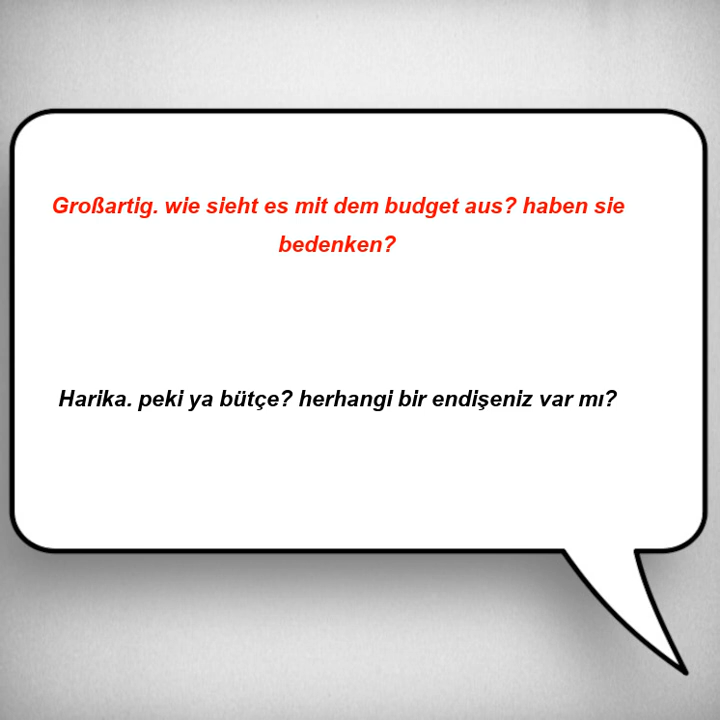 Großartig. wie sieht es mit dem budget aus? haben sie
bedenken?
Harika. peki ya bütçe? herhangi bir endişeniz var mı?